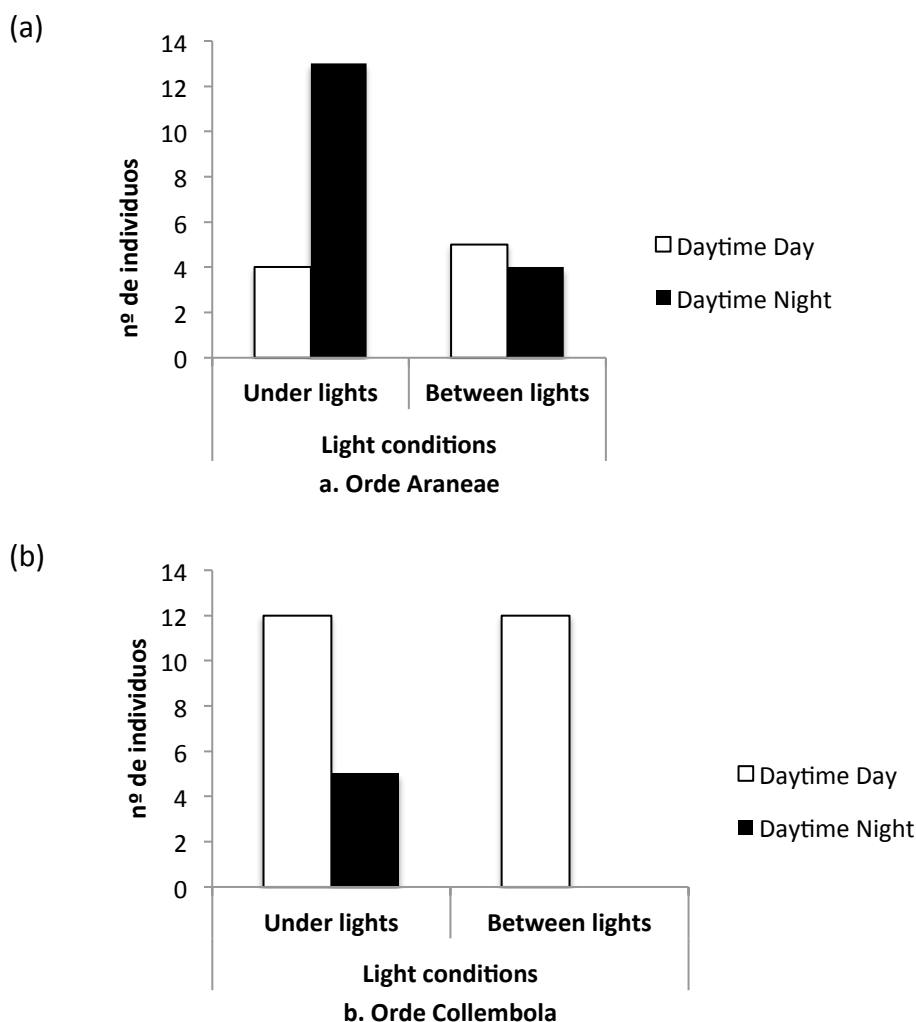 (a)
14
12
10
8
6
4
2
0
nº de individuos
Under lights
Between lights
Light conditions
a. Orde Araneae
Daytime Day
Daytime Night
(b)
14
12
10
8
6
4
2
0
nº de individuos
Under lights
Between lights
Light conditions
b. Orde Collembola
Daytime Day
Daytime Night